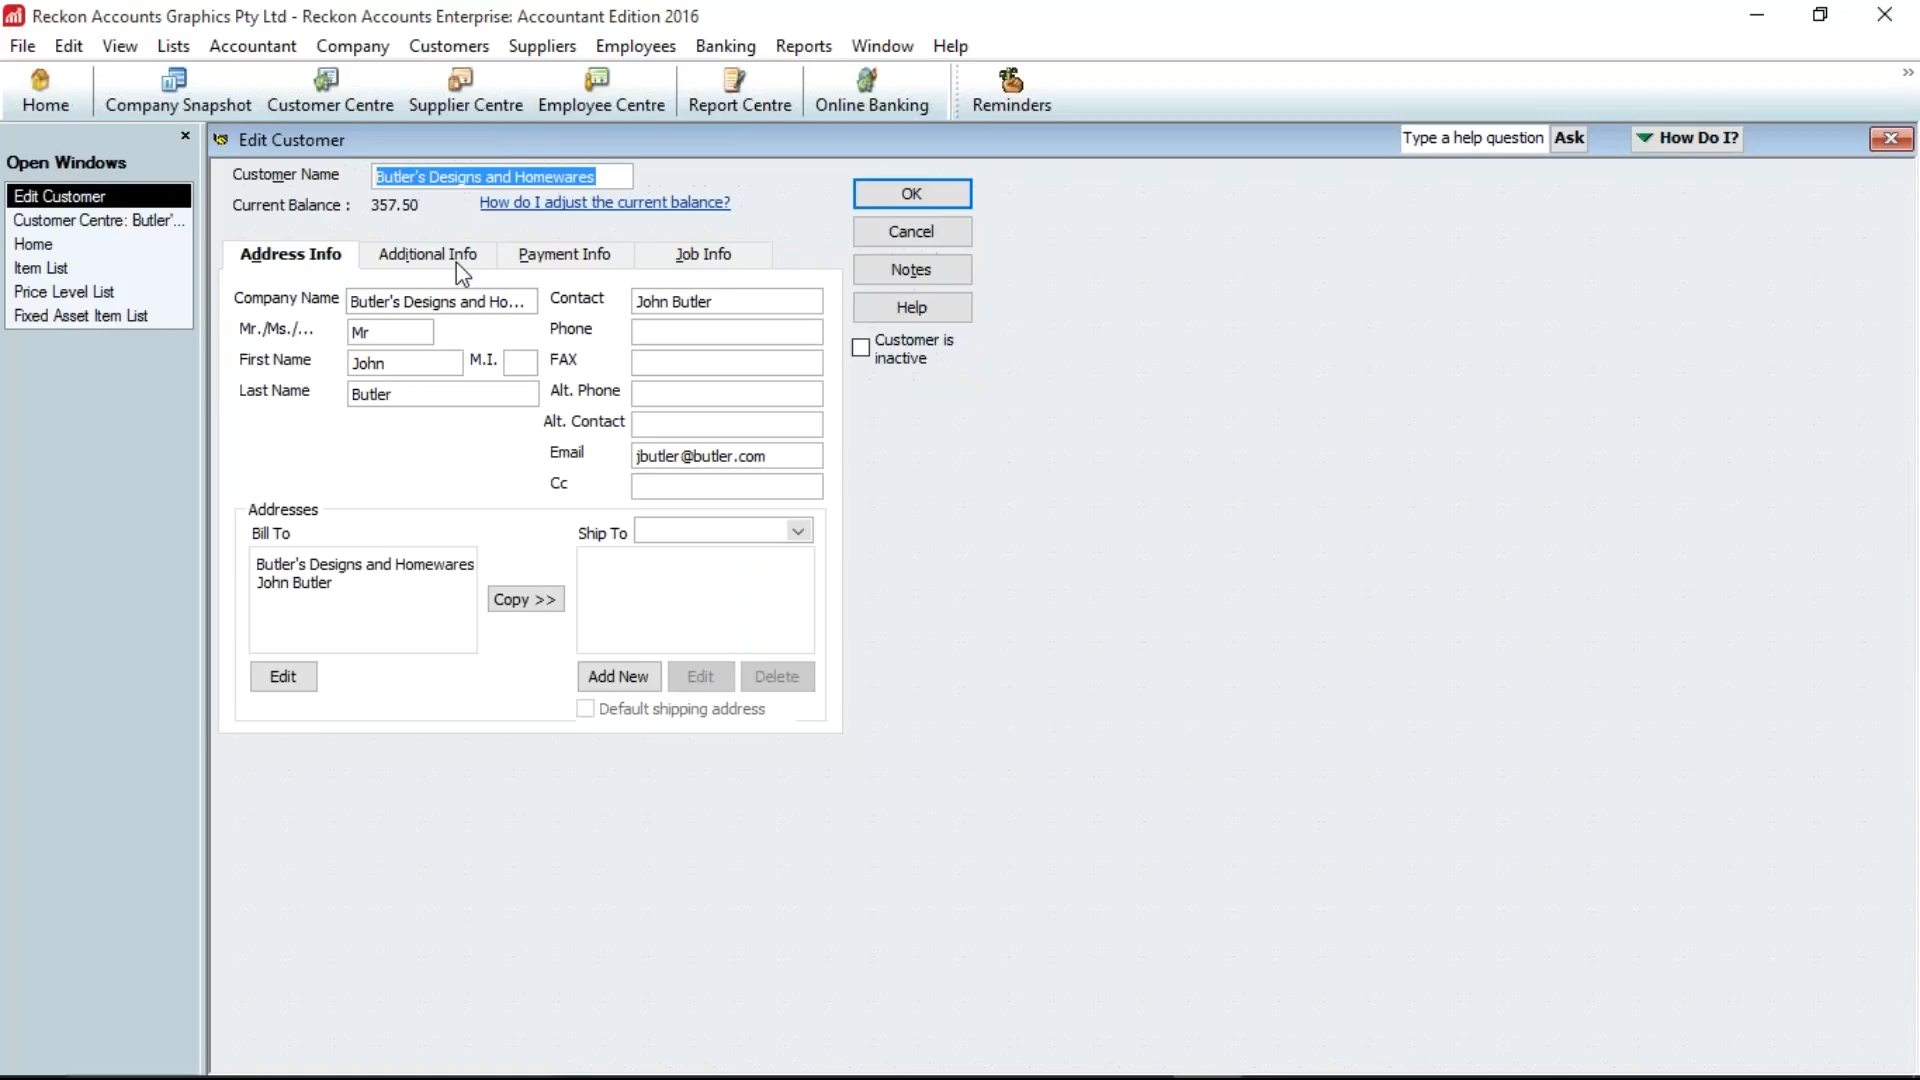 Reckon Accounts Graphics Pty Ltd - Reckon Accounts Enterprise: Accountant Edition 2016
File Edit View Lists Accountant Company Customers Suppliers Employees Banking Reports Window Help
Home Company Snapshot Customer Centre Supplier Centre Employee Centre Report Centre Online Banking Reminders
Open Windows
Edit Customer
Customer Centre: Butler'...
Home
Item List
Price Level List
Fixed Asset Item List
Edit Customer
Type a help question Ask How Do I?
Customer Name Butler's Designs and Homewares
Current Balance : 357.50 How do I adjust the current balance?
OK
Cancel
Notes
Help
Customer is
inactive
Address Info Additional Info Payment Info Job Info
Company Name Butler's Designs and Ho... Contact John Butler
Mr./Ms./... Mr Phone
First Name John M.I. FAX
Last Name Butler Alt. Phone
Alt. Contact
Email jbutler@butler.com
Cc
Addresses
Bill To Ship To
Butler's Designs and Homewares
John Butler
Copy >>
Edit Add New Edit Delete
Default shipping address